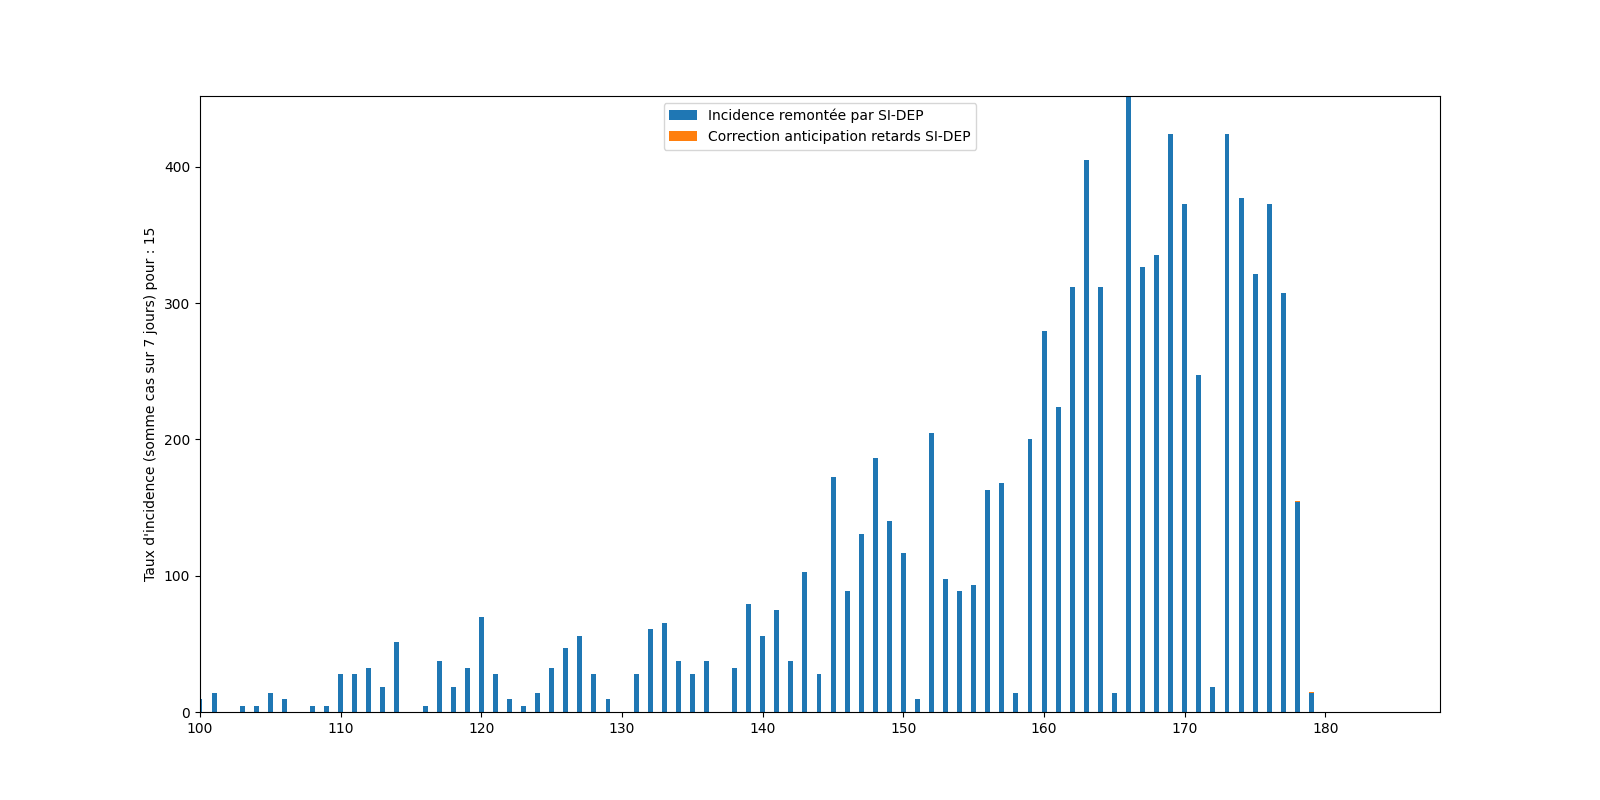 Incidence remontée par SI-DEP
Correction anticipation retards SI-DEP
Taux d'incidence (somme cas sur 7 jours) pour : 15
400
300
200
100
0
100 110 120 130 140 150 160 170 180